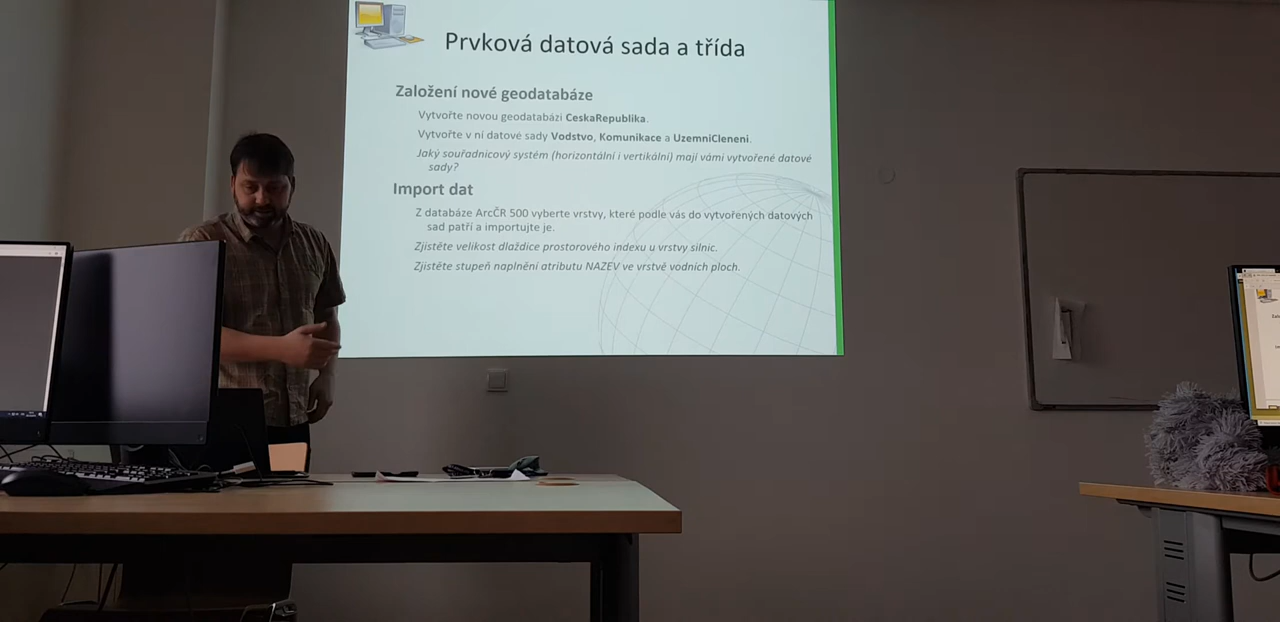 Prvková datová sada a třída
Založení nové geodatabáze
Vytvořte novou geodatabázi CeskaRepublika.
Vytvořte v ní datové sady Vodstvo, Komunikace a UzemniCleneni.
Jaký souřadnicový systém (horizontální i vertikální) mají vámi vytvořené datové
sady?
Import dat
Z databáze ArcČR 500 vyberte vrstvy, které podle vás do vytvořených datových
sad patří a importujte je.
Zjistěte velikost dlaždice prostorového indexu u vrstvy silnic.
Zjistěte stupeň naplnění atributu NAZEV ve vrstvě vodních ploch.